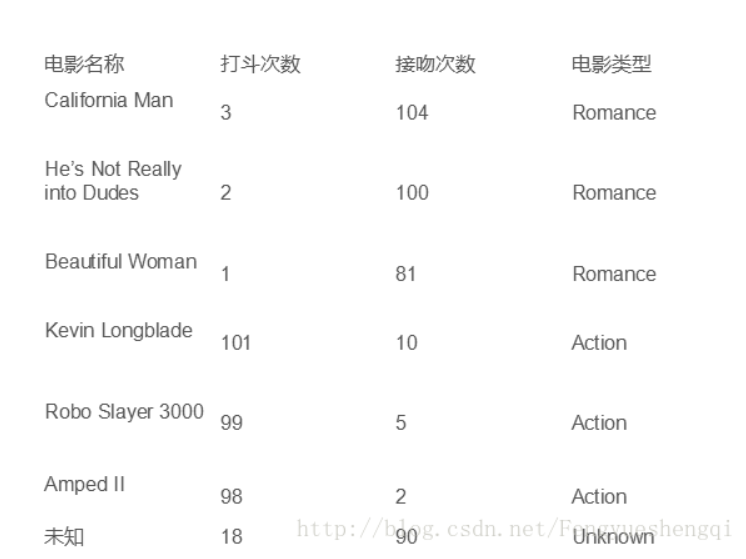 电影名称 打斗次数 接吻次数 电影类型
California Man 3 104 Romance
He's Not Really
into Dudes 2 100 Romance
Beautiful Woman 1 81 Romance
Kevin Longblade 101 10 Action
Robo Slayer 3000 99 5 Action
Amped II 98 2 Action
未知 18 90 Unknown
http://blog.csdn.net/Fengyueshengqi